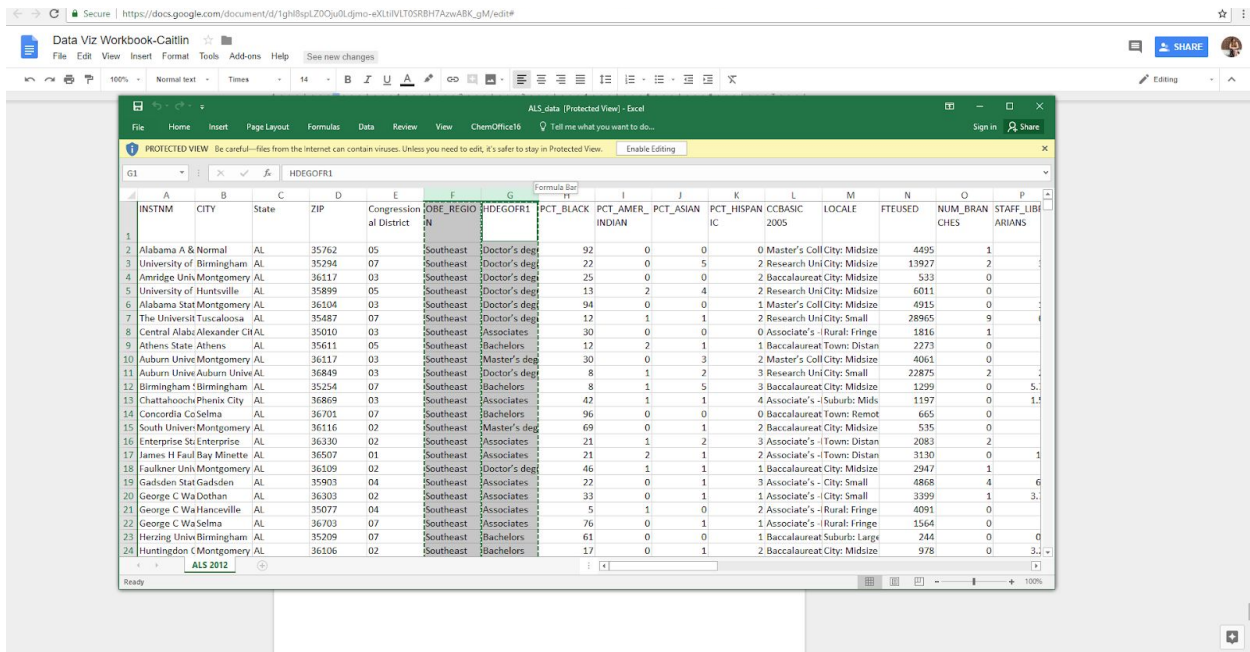 Secure | https://docs.google.com/document/d/1ghl8spLZ0Oju0Ldjmo-eXLtilVLT0SRBH7AzwABK_gM/edit#
Data Viz Workbook-Caitlin
File Edit View Insert Format Tools Add-ons Help See new changes
SHARE
100% Normal text Times 14 B I U A Editing
ALS_data [Protected View] - Excel
File Home Insert Page Layout Formulas Data Review View ChemOffice16 Tell me what you want to do... Sign in Share
PROTECTED VIEW Be careful—files from the Internet can contain viruses. Unless you need to edit, it's safer to stay in Protected View. Enable Editing
G1 fx HDEGOFR1
Formula Bar
A B C D E F G H I J K L M N O P
1 INSTNM CITY State ZIP Congression al District OBE_REGIO N HDEGOFR1 PCT_BLACK PCT_AMER_ INDIAN PCT_ASIAN PCT_HISPAN IC CCBASIC 2005 LOCALE FTEUSED NUM_BRAN CHES STAFF_LIBR ARIANS
2 Alabama A & Normal AL 35762 05 Southeast Doctor's deg 92 0 0 0 Master's Coll City: Midsize 4495 1
3 University of Birmingham AL 35294 07 Southeast Doctor's deg 22 0 5 2 Research Uni City: Midsize 13927 2
4 Amridge Univ Montgomery AL 36117 03 Southeast Doctor's deg 25 0 0 2 Baccalaureat City: Midsize 533 0
5 University of Huntsville AL 35899 05 Southeast Doctor's deg 13 2 4 2 Research Uni City: Midsize 6011 0
6 Alabama Stat Montgomery AL 36104 03 Southeast Doctor's deg 94 0 0 1 Master's Coll City: Midsize 4915 0
7 The Universit Tuscaloosa AL 35487 07 Southeast Doctor's deg 12 1 1 2 Research Uni City: Small 28965 9
8 Central Alaba Alexander Cit AL 35010 03 Southeast Associates 30 0 0 0 Associate's - Rural: Fringe 1816 1
9 Athens State Athens AL 35611 05 Southeast Bachelors 12 2 1 1 Baccalaureat Town: Distan 2273 0
10 Auburn Unive Montgomery AL 36117 03 Southeast Master's deg 30 0 3 2 Master's Coll City: Midsize 4061 0
11 Auburn Unive Auburn Unive AL 36849 03 Southeast Doctor's deg 8 1 2 3 Research Uni City: Small 22875 2
12 Birmingham Birmingham AL 35254 07 Southeast Bachelors 8 1 5 3 Baccalaureat City: Midsize 1299 0 5.
13 Chattahooch Phenix City AL 36869 03 Southeast Associates 42 1 1 4 Associate's - Suburb: Mids 1197 0 1.
14 Concordia Co Selma AL 36701 07 Southeast Bachelors 96 0 0 0 Baccalaureat Town: Remot 665 0
15 South Univer Montgomery AL 36116 02 Southeast Master's deg 69 0 1 2 Baccalaureat City: Midsize 535 0
16 Enterprise St Enterprise AL 36330 02 Southeast Associates 21 1 2 3 Associate's - Town: Distan 2083 2
17 James H Faul Bay Minette AL 36507 01 Southeast Associates 21 2 1 2 Associate's - Town: Distan 3130 0 1
18 Faulkner Univ Montgomery AL 36109 02 Southeast Doctor's deg 46 1 1 1 Baccalaureat City: Midsize 2947 1
19 Gadsden Stat Gadsden AL 35903 04 Southeast Associates 22 0 1 3 Associate's - City: Small 4868 4 6
20 George C Wa Dothan AL 36303 02 Southeast Associates 33 0 1 1 Associate's - City: Small 3399 1 3.
21 George C Wa Hanceville AL 35077 04 Southeast Associates 5 1 0 2 Associate's - Rural: Fringe 4091 0
22 George C Wa Selma AL 36703 07 Southeast Associates 76 0 1 1 Associate's - Rural: Fringe 1564 0
23 Herzing Unive Birmingham AL 35209 07 Southeast Bachelors 61 0 0 1 Baccalaureat Suburb: Large 244 0 0
24 Huntingdon C Montgomery AL 36106 02 Southeast Bachelors 17 0 1 2 Baccalaureat City: Midsize 978 0 3.
ALS 2012
Ready 100%